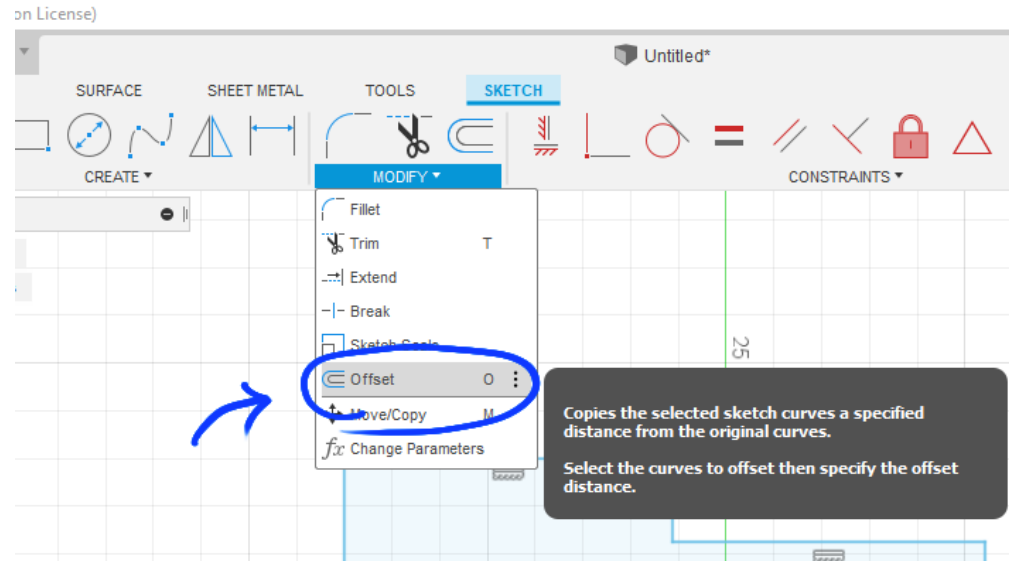 on License)
Untitled*
SURFACE SHEET METAL TOOLS SKETCH
CREATE MODIFY CONSTRAINTS
Fillet
Trim T
Extend
Break
Sketch Scale
Offset O
Move/Copy M
fx Change Parameters
25
Copies the selected sketch curves a specified
distance from the original curves.
Select the curves to offset then specify the offset
distance.